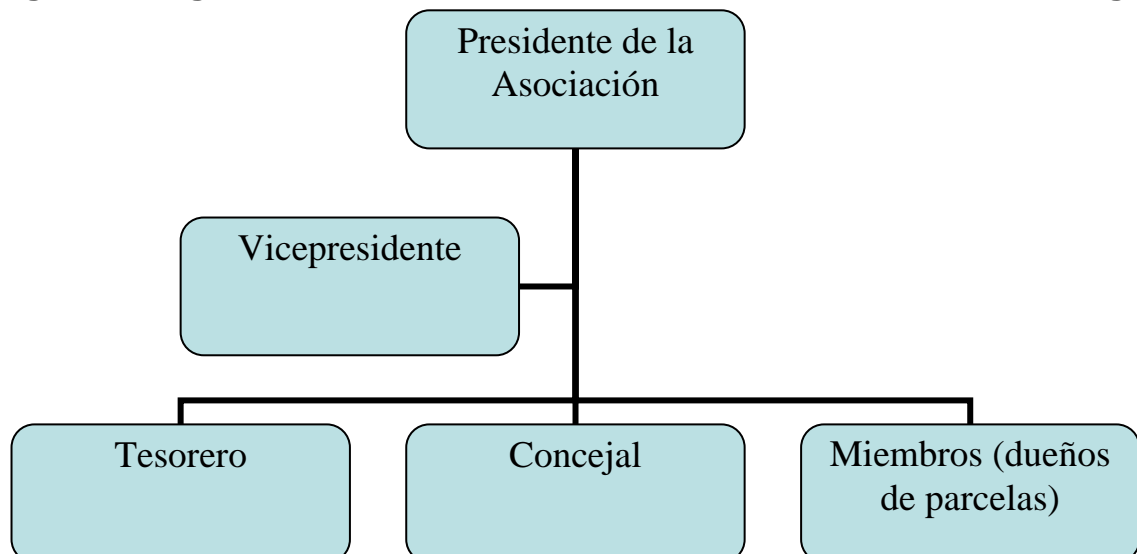 Presidente de la
Asociación
Vicepresidente
Tesorero
Concejal
Miembros (dueños
de parcelas)